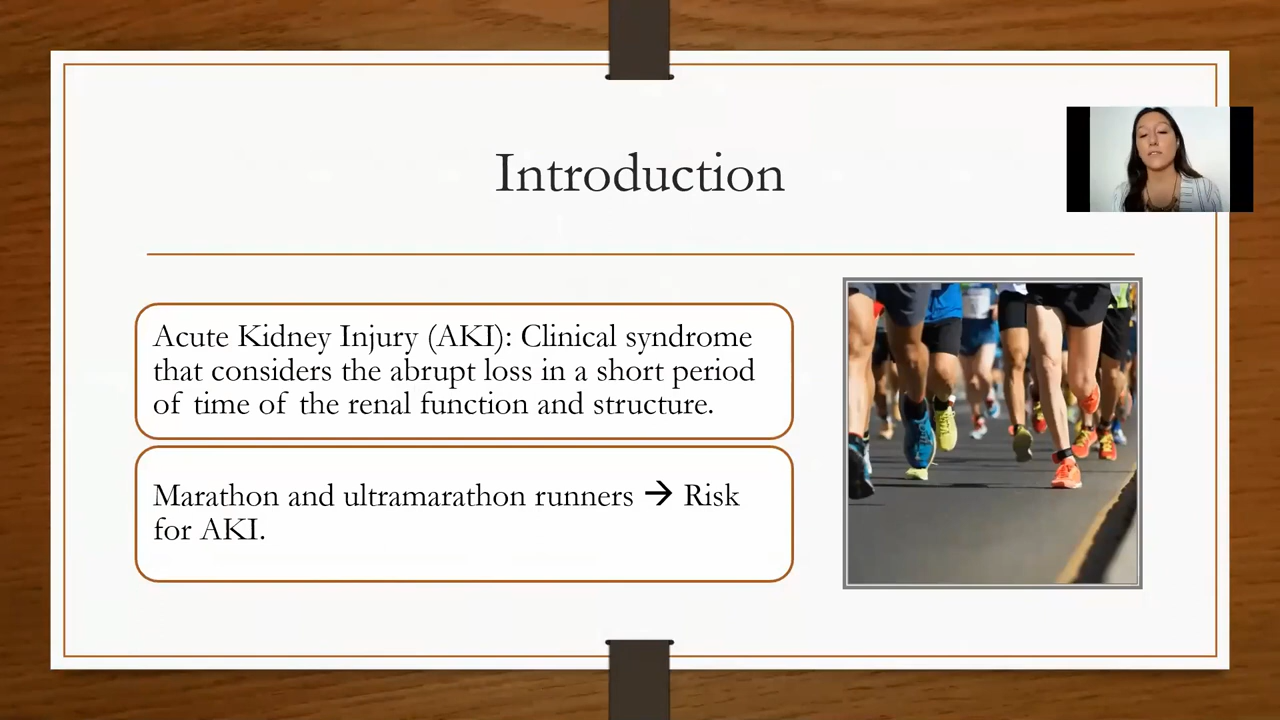 Introduction
Acute Kidney Injury (AKI): Clinical syndrome
that considers the abrupt loss in a short period
of time of the renal function and structure.
Marathon and ultramarathon runners → Risk
for AKI.